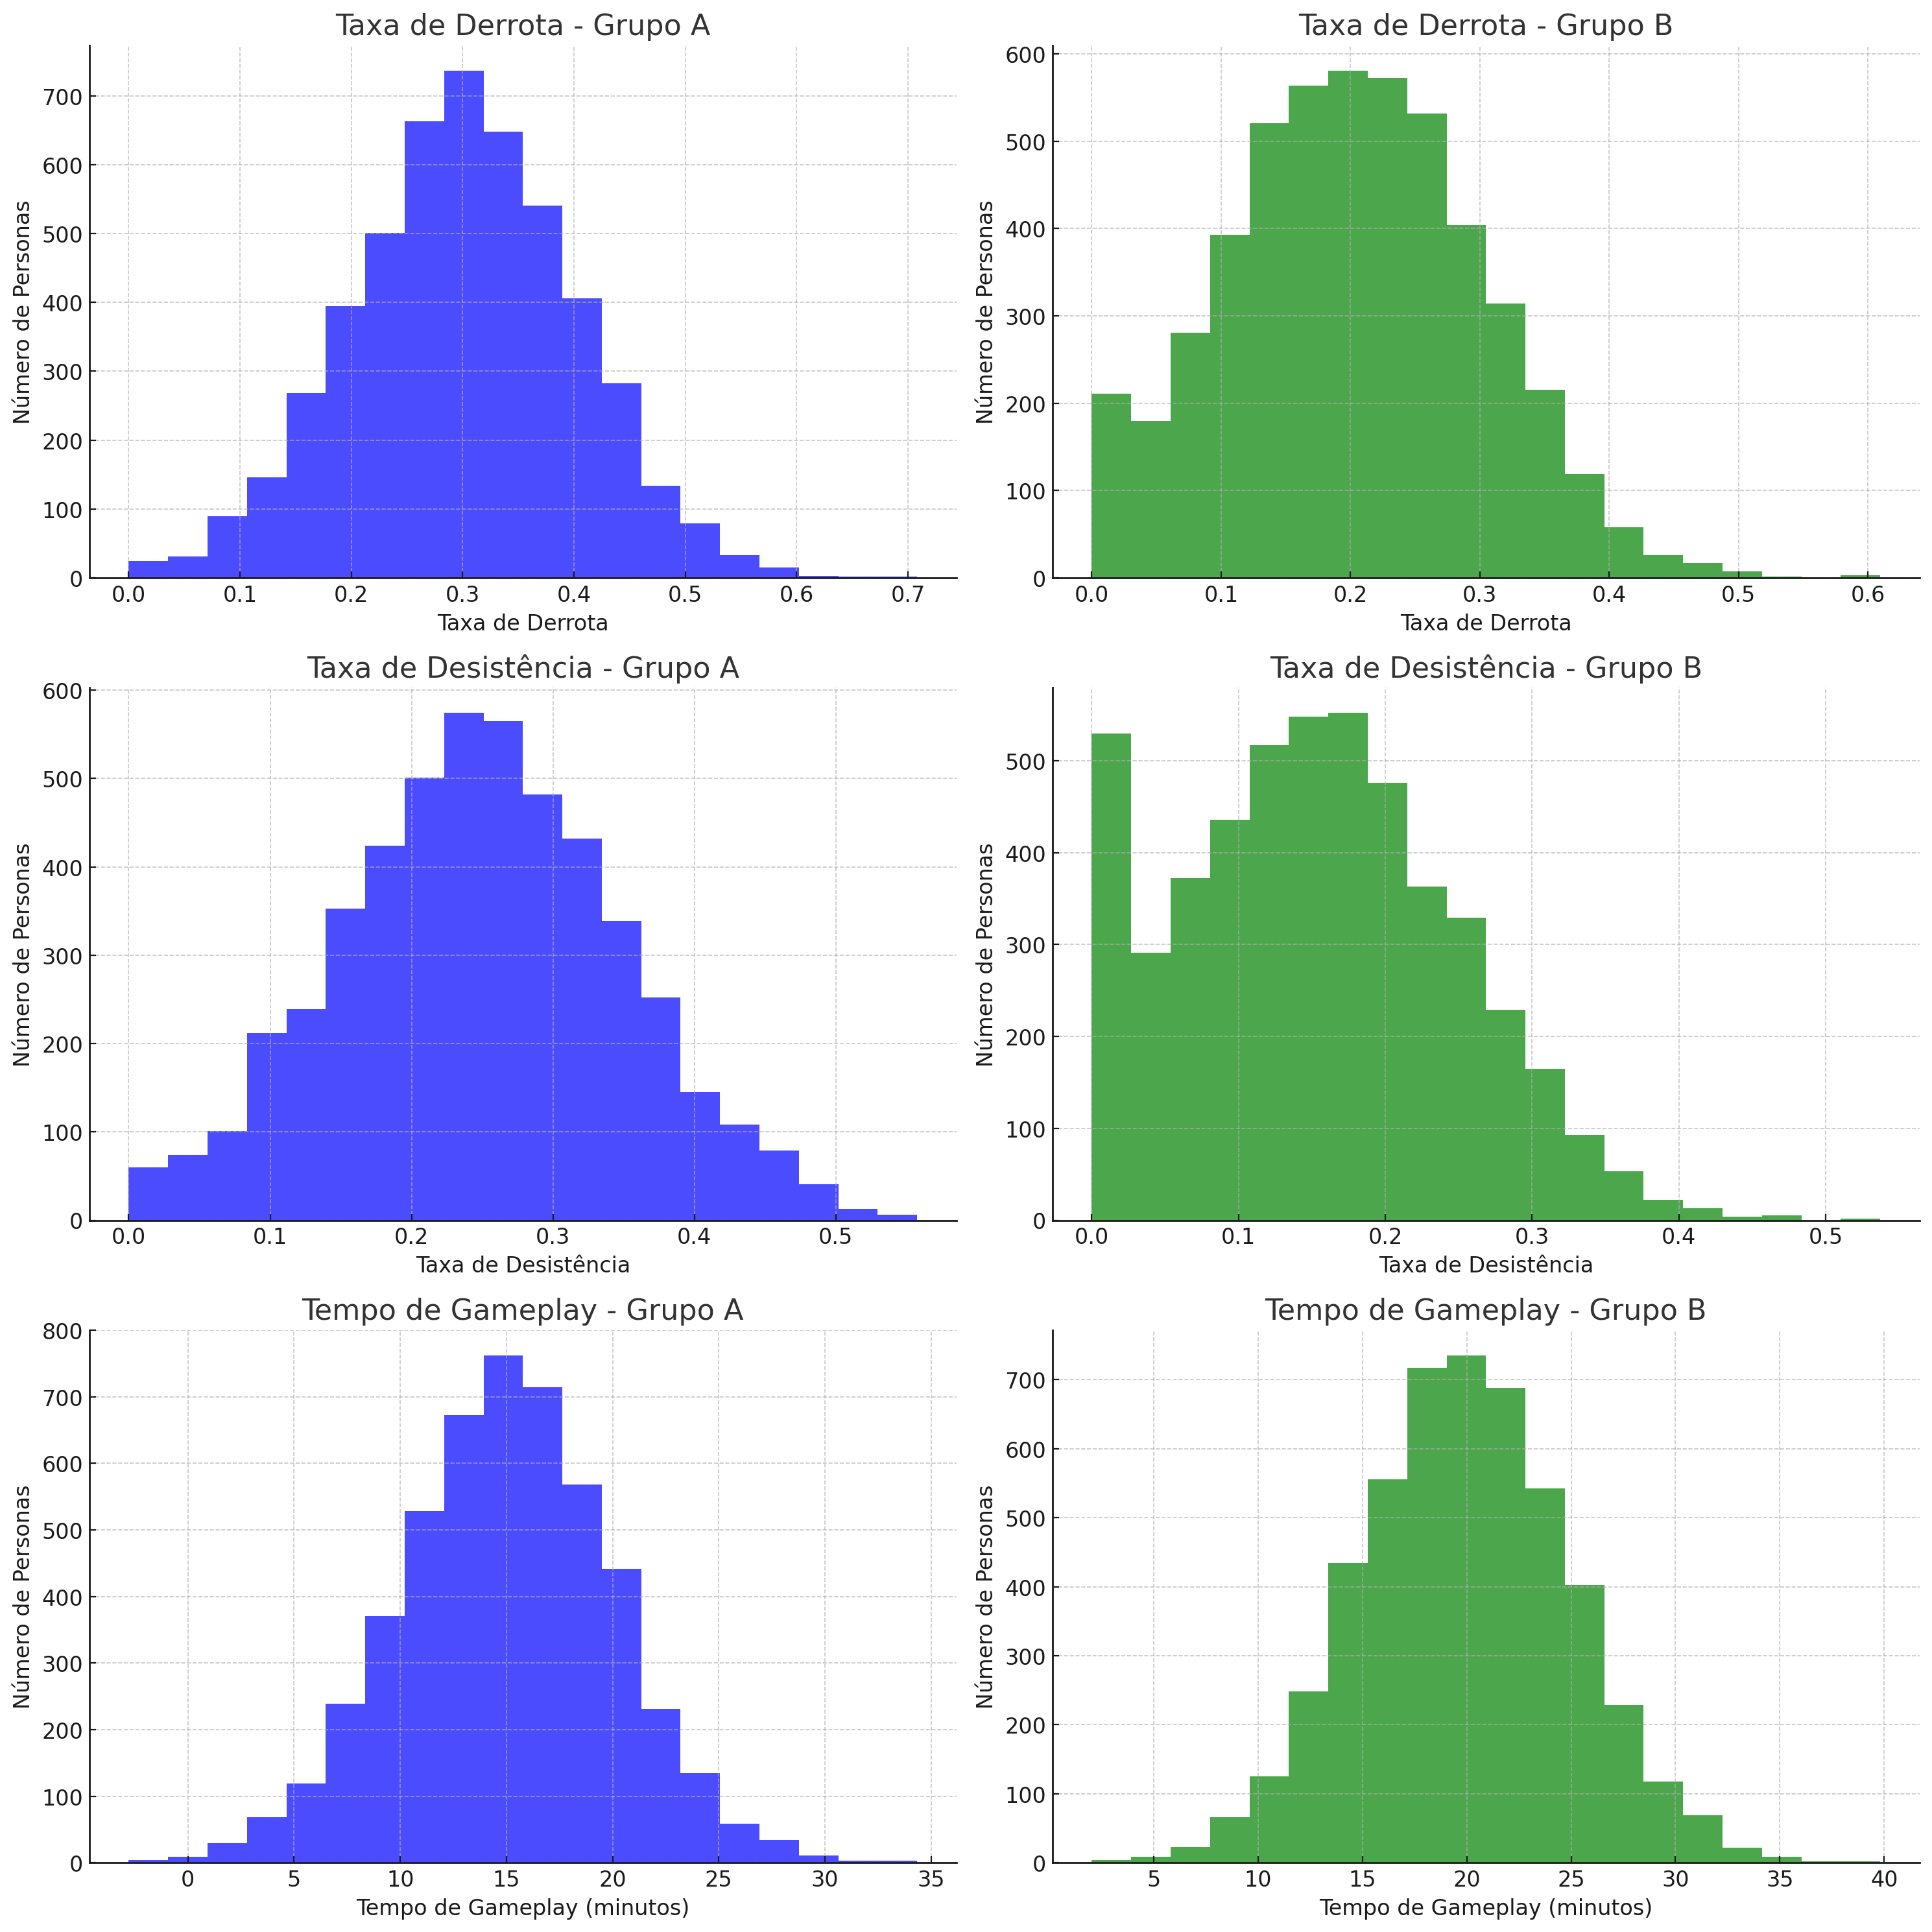 Taxa de Derrota - Grupo A
Número de Personas
700
600
500
400
300
200
100
0
0.0 0.1 0.2 0.3 0.4 0.5 0.6 0.7
Taxa de Derrota
Taxa de Derrota - Grupo B
Número de Personas
600
500
400
300
200
100
0
0.0 0.1 0.2 0.3 0.4 0.5 0.6
Taxa de Derrota
Taxa de Desistência - Grupo A
Número de Personas
600
500
400
300
200
100
0
0.0 0.1 0.2 0.3 0.4 0.5
Taxa de Desistência
Taxa de Desistência - Grupo B
Número de Personas
500
400
300
200
100
0
0.0 0.1 0.2 0.3 0.4 0.5
Taxa de Desistência
Tempo de Gameplay - Grupo A
Número de Personas
800
700
600
500
400
300
200
100
0
0 5 10 15 20 25 30 35
Tempo de Gameplay (minutos)
Tempo de Gameplay - Grupo B
Número de Personas
700
600
500
400
300
200
100
0
5 10 15 20 25 30 35 40
Tempo de Gameplay (minutos)